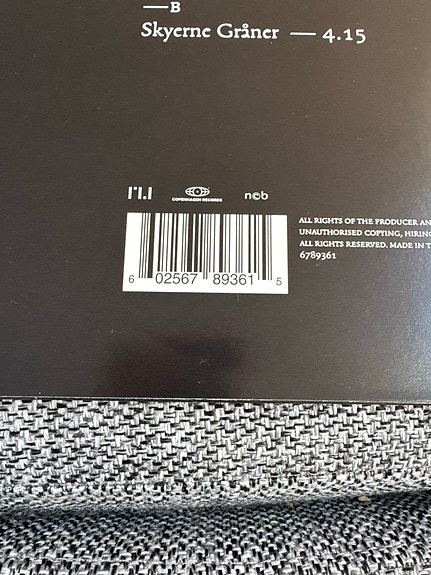 —B
Skyerne Gråner — 4.15
COPENHAGEN RECORDS
n©b
ALL RIGHTS OF THE PRODUCER AN
UNAUTHORISED COPYING, HIRING
ALL RIGHTS RESERVED. MADE IN T
6789361
6 02567 89361 5